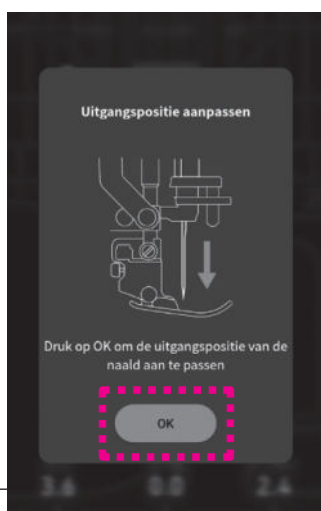 Uitgangspositie aanpassen
Druk op OK om de uitgangspositie van de
naald aan te passen
OK
3.6 0.0 2.4